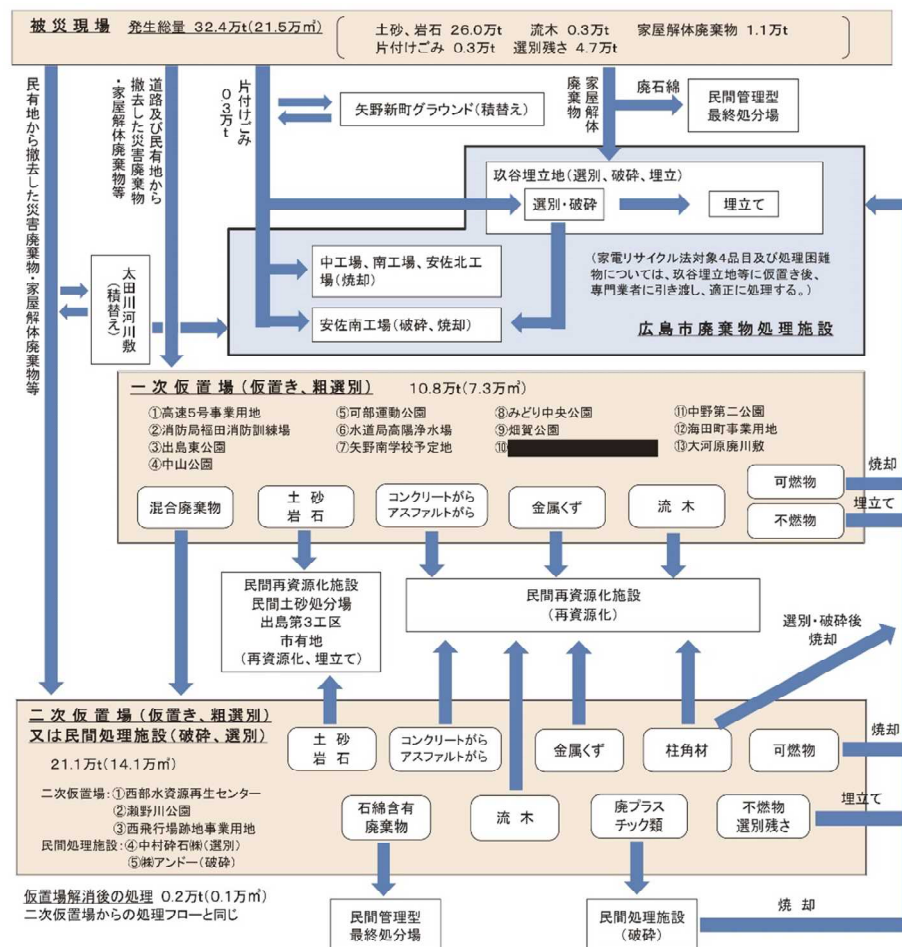 被災現場 発生総量 32.4万t(21.5万㎥)
土砂、岩石 26.0万t 流木 0.3万t 家屋解体廃棄物 1.1万t
片付けごみ 0.3万t 選別残さ 4.7万t
民有地から撤去した災害廃棄物・家屋解体廃棄物等
道路及び民有地から
撤去した災害廃棄物
・家屋解体廃棄物等
片付けごみ
0.3万t
矢野新町グラウンド(積替え)
家屋解体
廃棄物
廃石綿
民間管理型
最終処分場
玖谷埋立地(選別、破砕、埋立)
選別・破砕
埋立て
太田川河川敷
(積替え)
中工場、南工場、安佐北工
場(焼却)
安佐南工場(破砕、焼却)
(家電リサイクル法対象4品目及び処理困難
物については、玖谷埋立地等に仮置き後、
専門業者に引き渡し、適正に処理する。)
広島市廃棄物処理施設
一次仮置場(仮置き、粗選別) 10.8万t(7.3万㎥)
①高速5号事業用地
②消防局福田消防訓練場
③出島東公園
④中山公園
⑤可部運動公園
⑥水道局高陽浄水場
⑦矢野南学校予定地
⑧みどり中央公園
⑨畑賀公園
⑩
⑪中野第二公園
⑫海田町事業用地
⑬大河原廃川敷
混合廃棄物
土砂
岩石
コンクリートがら
アスファルトがら
金属くず
流木
可燃物
焼却
不燃物
埋立て
民間再資源化施設
民間土砂処分場
出島第3工区
市有地
(再資源化、埋立て)
民間再資源化施設
(再資源化)
選別・破砕後
焼却
二次仮置場(仮置き、粗選別)
又は民間処理施設(破砕、選別)
21.1万t(14.1万㎥)
二次仮置場:①西部水資源再生センター
②瀬野川公園
③西飛行場跡地事業用地
民間処理施設:④中村砕石㈱(選別)
⑤㈱アンドー(破砕)
土砂
岩石
コンクリートがら
アスファルトがら
金属くず
柱角材
可燃物
焼却
石綿含有
廃棄物
流木
廃プラス
チック類
不燃物
選別残さ
埋立て
仮置場解消後の処理 0.2万t(0.1万㎥)
二次仮置場からの処理フローと同じ
民間管理型
最終処分場
民間処理施設
(破砕)
焼却